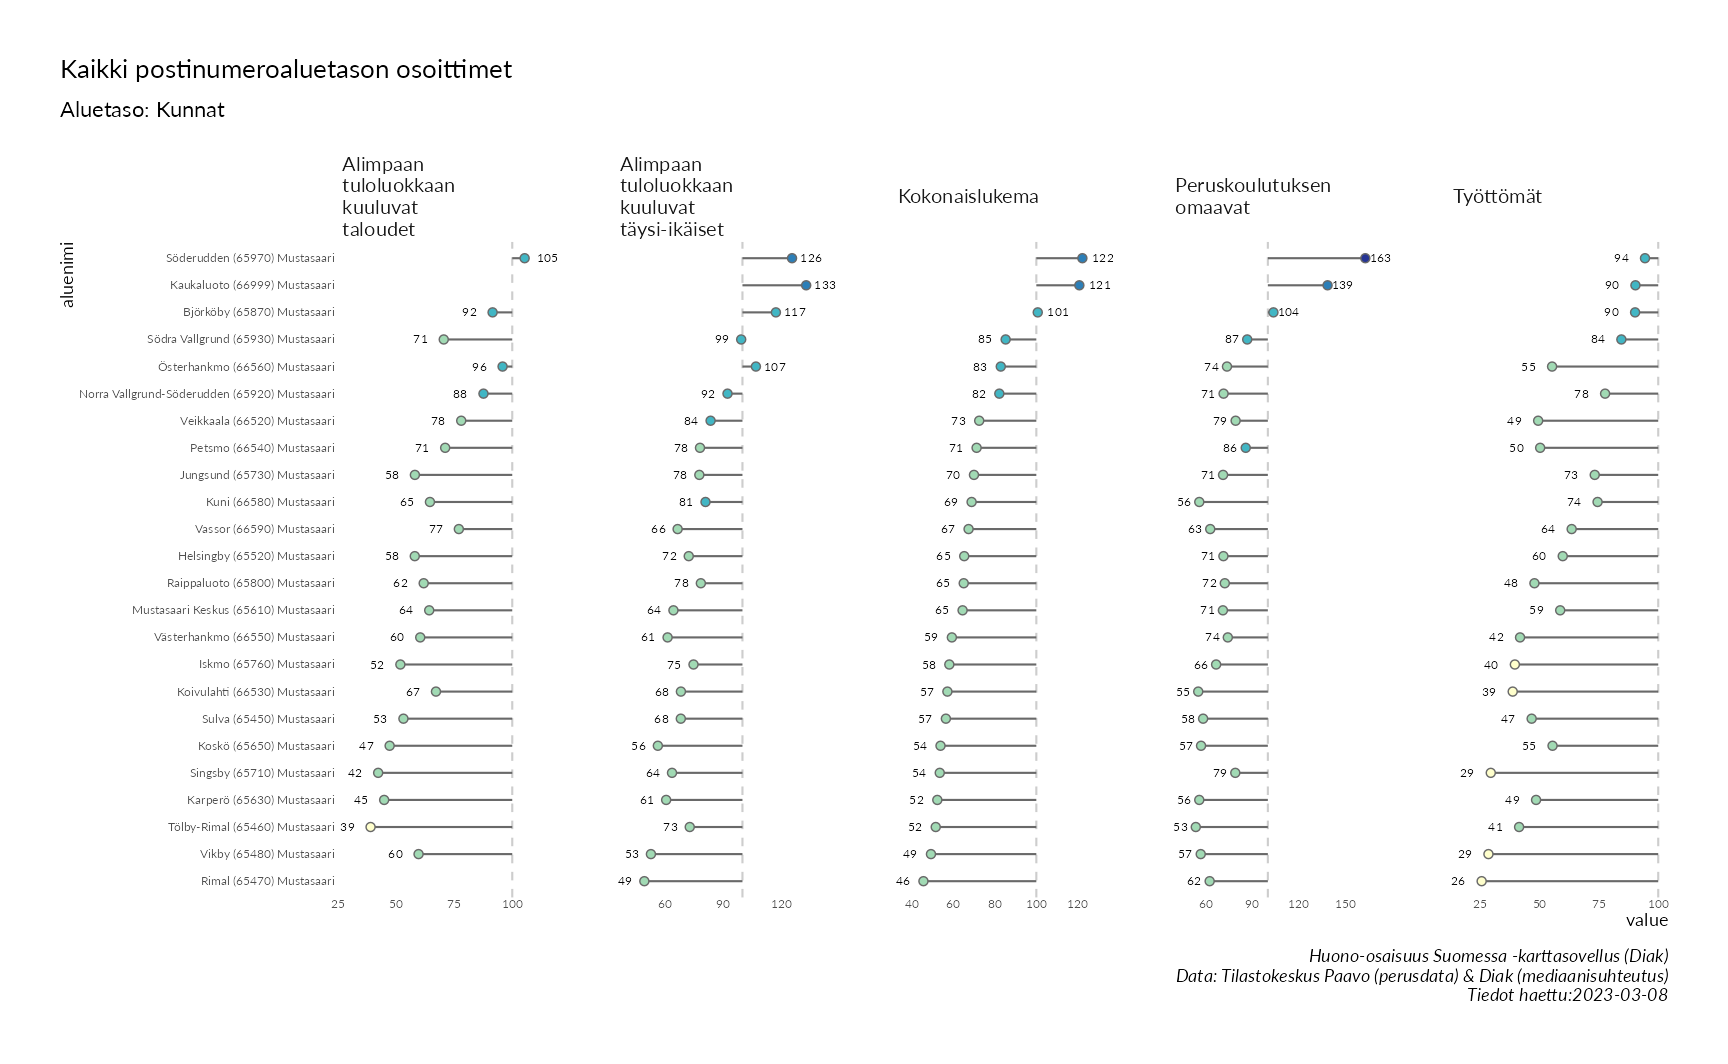 Kaikki postinumeroaluetason osoittimet
Aluetaso: Kunnat
Alimpaan
tuloluokkaan
kuuluvat
taloudet
Alimpaan
tuloluokkaan
kuuluvat
täysi-ikäiset
Kokonaislukema
Peruskoulutuksen
omaavat
Työttömät
aluenimi
Söderudden (65970) Mustasaari 105 126 122 163 94
Kaukaluoto (66999) Mustasaari 133 121 139 90
Björköby (65870) Mustasaari 92 117 101 104 90
Södra Vallgrund (65930) Mustasaari 71 99 85 87 84
Österhankmo (66560) Mustasaari 96 107 83 74 55
Norra Vallgrund-Söderudden (65920) Mustasaari 88 92 82 71 78
Veikkaala (66520) Mustasaari 78 84 73 79 49
Petsmo (66540) Mustasaari 71 78 71 86 50
Jungsund (65730) Mustasaari 58 78 70 71 73
Kuni (66580) Mustasaari 65 81 69 56 74
Vassor (66590) Mustasaari 77 66 67 63 64
Helsingby (65520) Mustasaari 58 72 65 71 60
Raippaluoto (65800) Mustasaari 62 78 65 72 48
Mustasaari Keskus (65610) Mustasaari 64 64 65 71 59
Västerhankmo (66550) Mustasaari 60 61 59 74 42
Iskmo (65760) Mustasaari 52 75 58 66 40
Koivulahti (66530) Mustasaari 67 68 57 55 39
Sulva (65450) Mustasaari 53 68 57 58 47
Koskö (65650) Mustasaari 47 56 54 57 55
Singsby (65710) Mustasaari 42 64 54 79 29
Karperö (65630) Mustasaari 45 61 52 56 49
Tölby-Rimal (65460) Mustasaari 39 73 52 53 41
Vikby (65480) Mustasaari 60 53 49 57 29
Rimal (65470) Mustasaari 49 46 62 26
25 50 75 100 60 90 120 40 60 80 100 120 60 90 120 150 25 50 75 100
value
Huono-osaisuus Suomessa -karttasovellus (Diak)
Data: Tilastokeskus Paavo (perusdata) & Diak (mediaanisuhteutus)
Tiedot haettu:2023-03-08